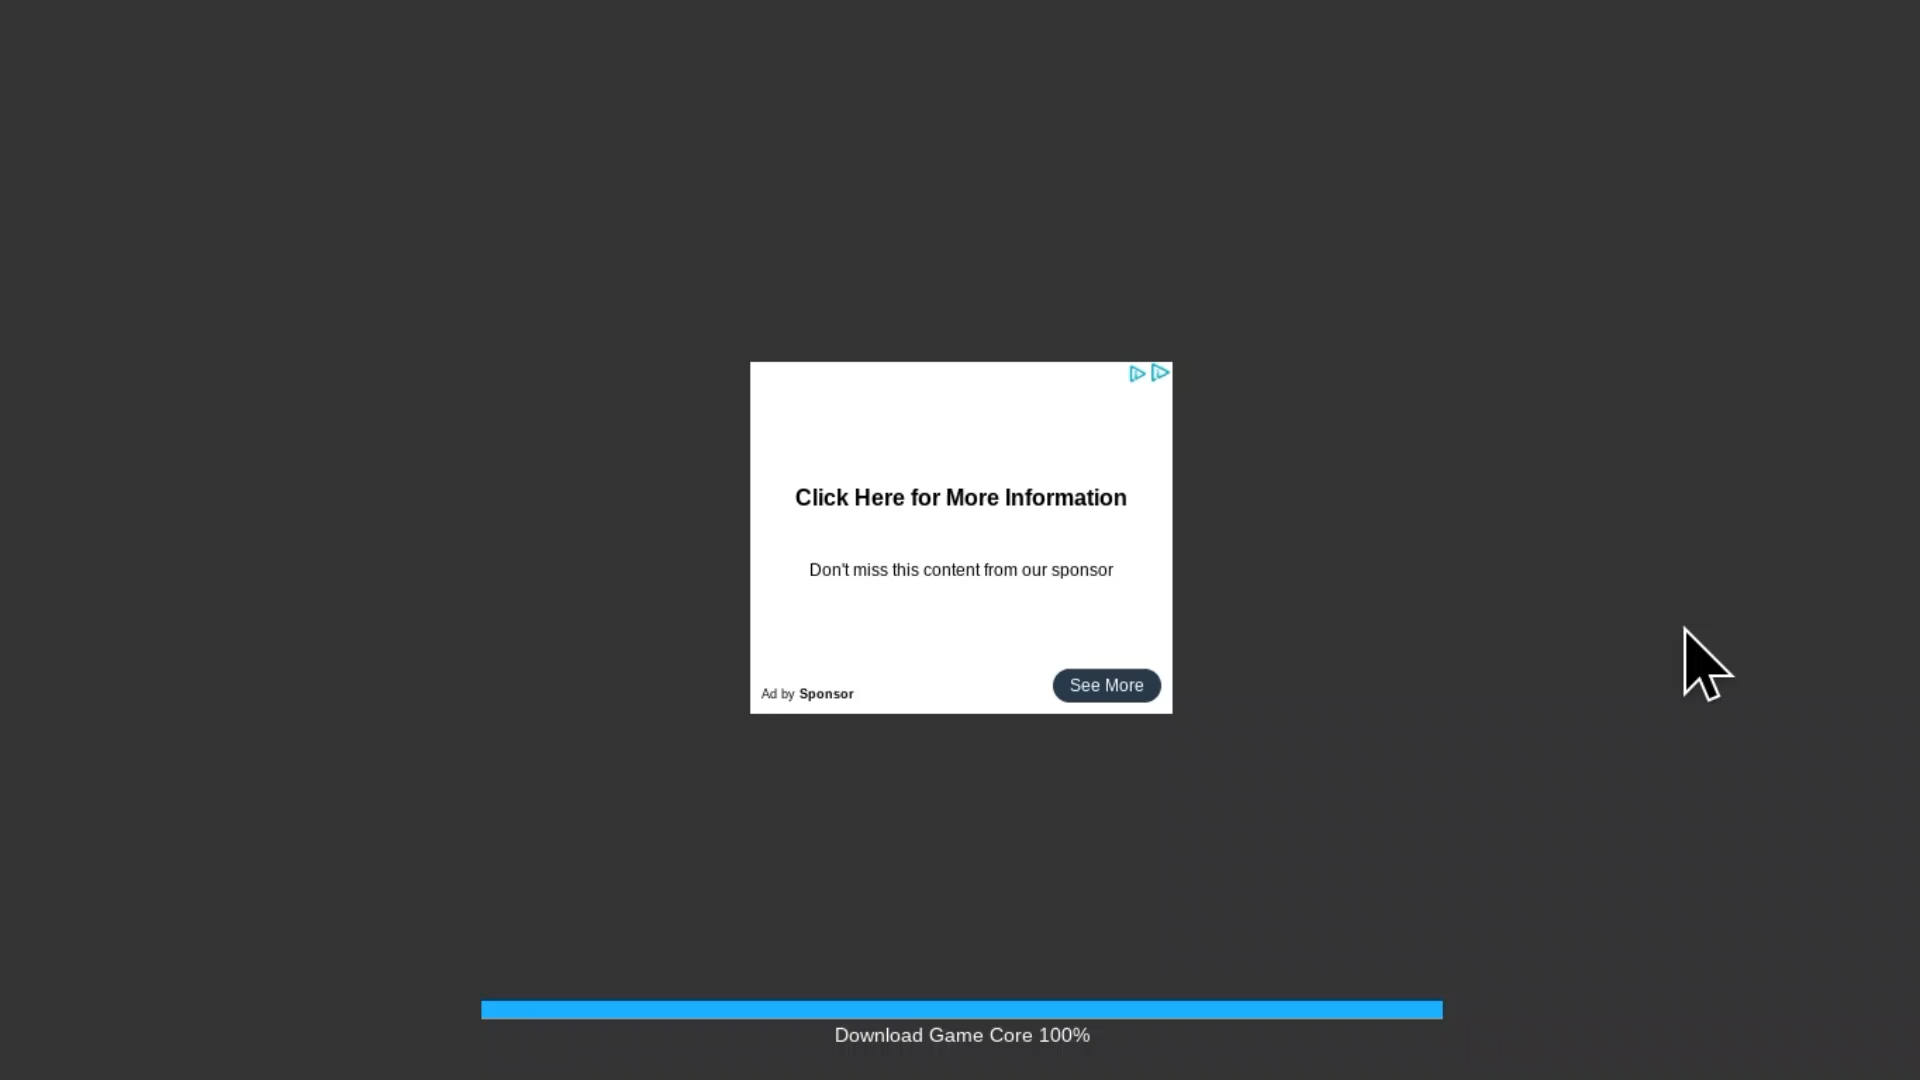 Click Here for More Information
Don't miss this content from our sponsor
See More
Ad by Sponsor
Download Game Core 100%